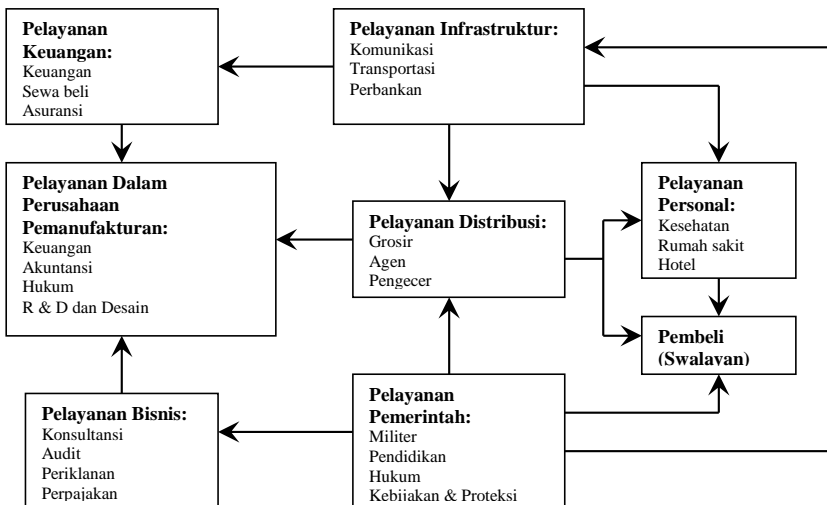 Pelayanan
Keuangan:
Keuangan
Sewa beli
Asuransi
Pelayanan Infrastruktur:
Komunikasi
Transportasi
Perbankan
Pelayanan Dalam
Perusahaan
Pemanufakturan:
Keuangan
Akuntansi
Hukum
R & D dan Desain
Pelayanan Distribusi:
Grosir
Agen
Pengecer
Pelayanan
Personal:
Kesehatan
Rumah sakit
Hotel
Pembeli
(Swalayan)
Pelayanan Bisnis:
Konsultansi
Audit
Periklanan
Perpajakan
Pelayanan
Pemerintah:
Militer
Pendidikan
Hukum
Kebijakan & Proteksi